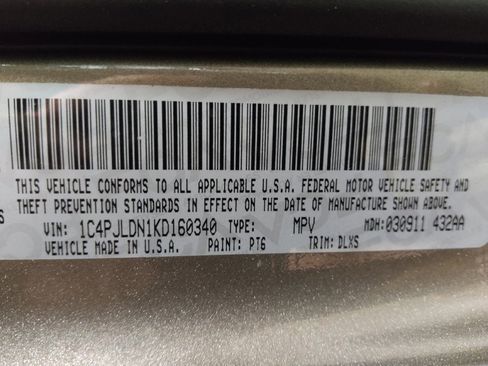 THIS VEHICLE CONFORMS TO ALL APPLICABLE U.S.A. FEDERAL MOTOR VEHICLE SAFETY AND
THEFT PREVENTION STANDARDS IN EFFECT ON THE DATE OF MANUFACTURE SHOWN ABOVE.
VIN: 1C4PJLDN1KD160340 TYPE: MPV MDH:030911 432AA
VEHICLE MADE IN U.S.A. PAINT: PT6 TRIM: DLXS